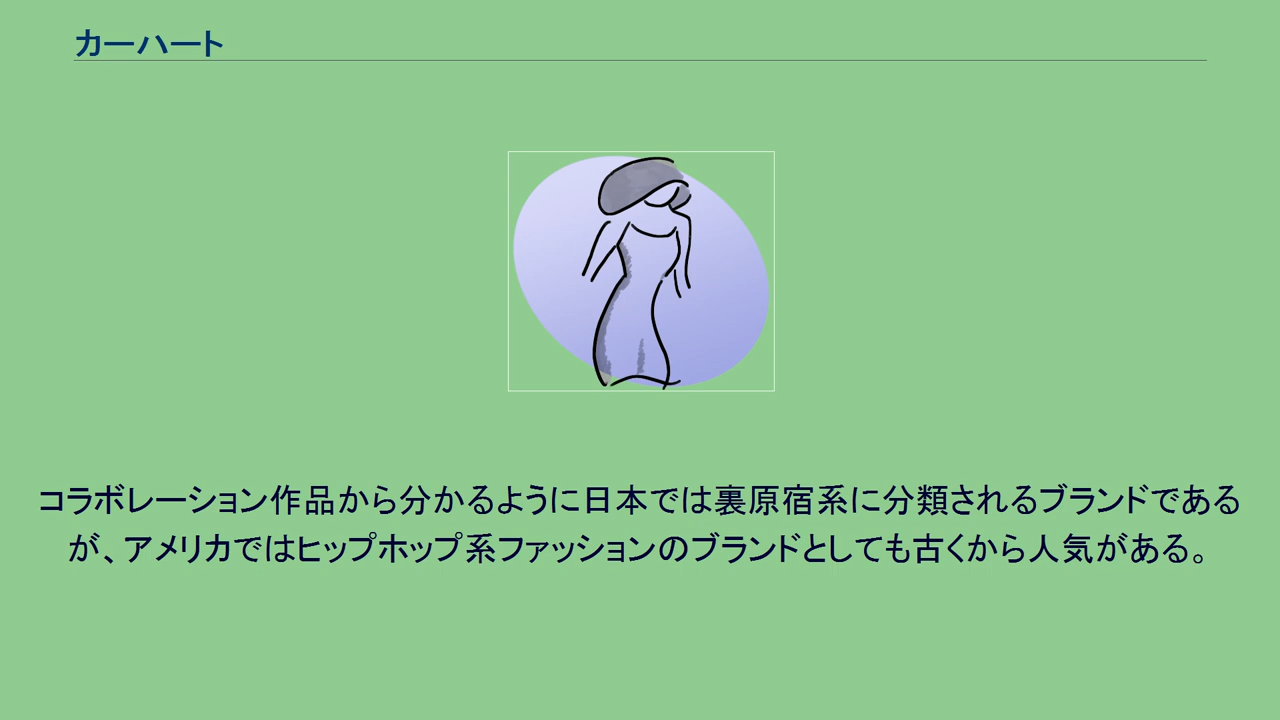 カーハート
コラボレーション作品から分かるように日本では裏原宿系に分類されるブランドである
が、アメリカではヒップホップ系ファッションのブランドとしても古くから人気がある。